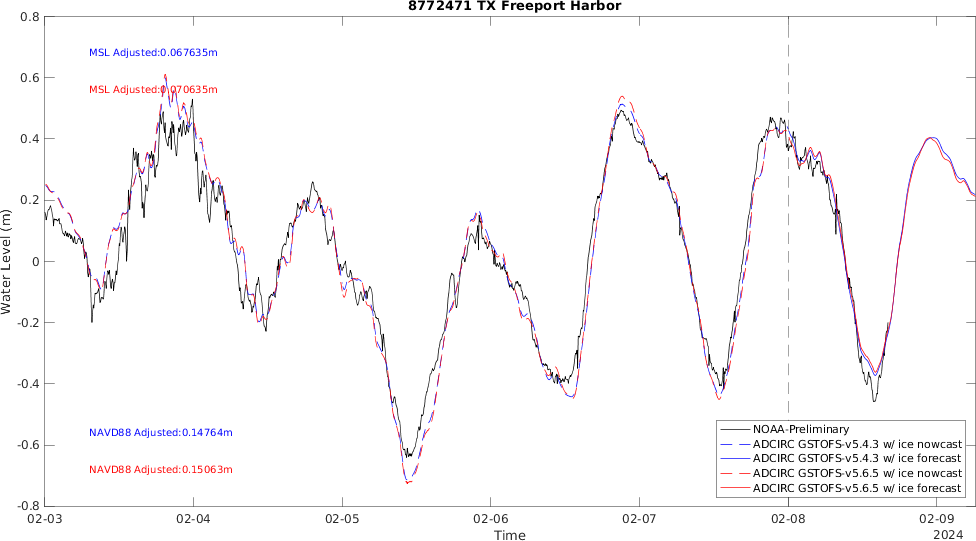 8772471 TX Freeport Harbor
0.8
0.6
0.4
0.2
0
-0.2
-0.4
-0.6
-0.8
Water Level (m)
MSL Adjusted:0.067635m
MSL Adjusted:0.070635m
NAVD88 Adjusted:0.14764m
NAVD88 Adjusted:0.15063m
NOAA-Preliminary
ADCIRC GSTOFS-v5.4.3 w/ ice nowcast
ADCIRC GSTOFS-v5.4.3 w/ ice forecast
ADCIRC GSTOFS-v5.6.5 w/ ice nowcast
ADCIRC GSTOFS-v5.6.5 w/ ice forecast
02-03 02-04 02-05 02-06 02-07 02-08 02-09
2024
Time